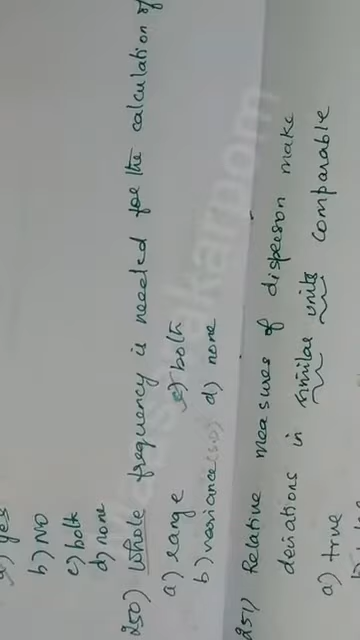 a) yes
b) NO
c) both
d) none
250) Whole frequency is needed for the calculation of
a) range c) both
b) variance (S.D) d) none
251) Relative measures of dispersion make
deviations in similar units comparable
a) true